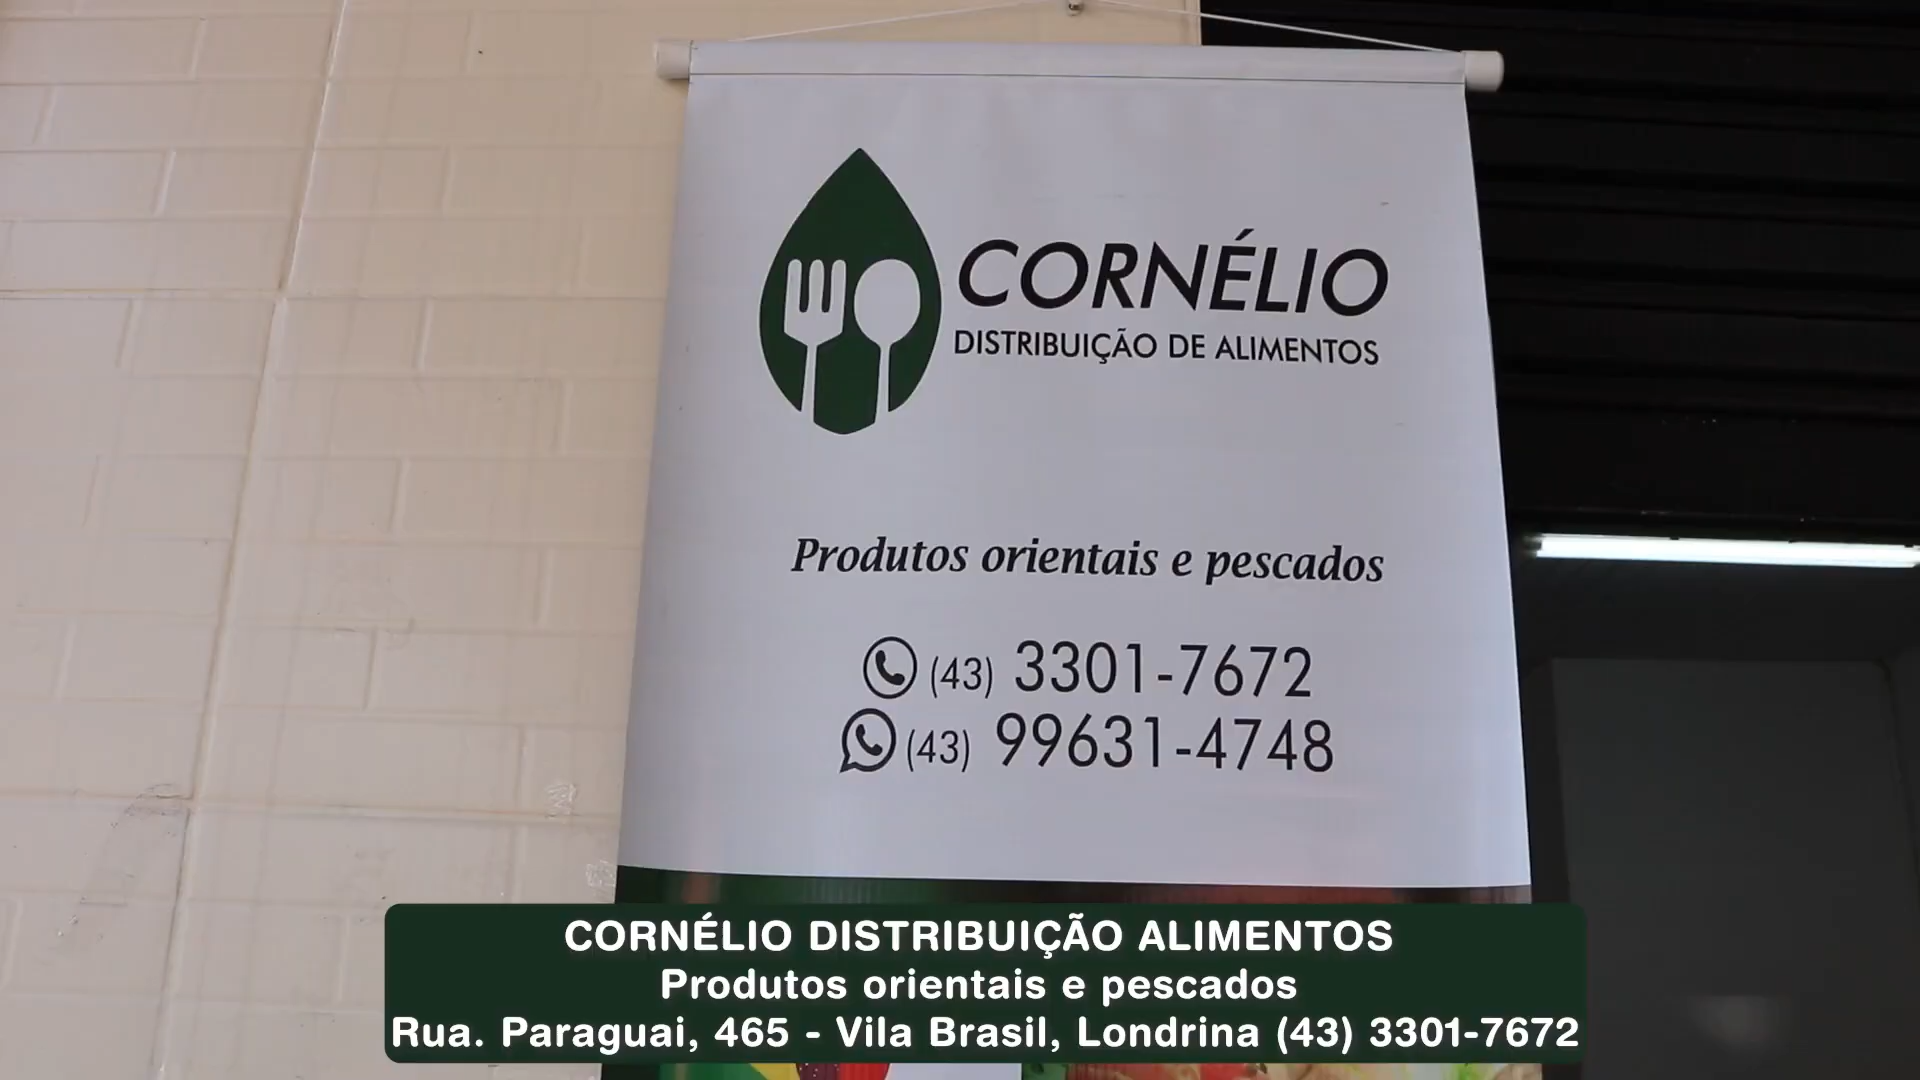 CORNÉLIO
DISTRIBUIÇÃO DE ALIMENTOS
Produtos orientais e pescados
(43) 3301-7672
(43) 99631-4748
CORNÉLIO DISTRIBUIÇÃO ALIMENTOS
Produtos orientais e pescados
Rua. Paraguai, 465 - Vila Brasil, Londrina (43) 3301-7672